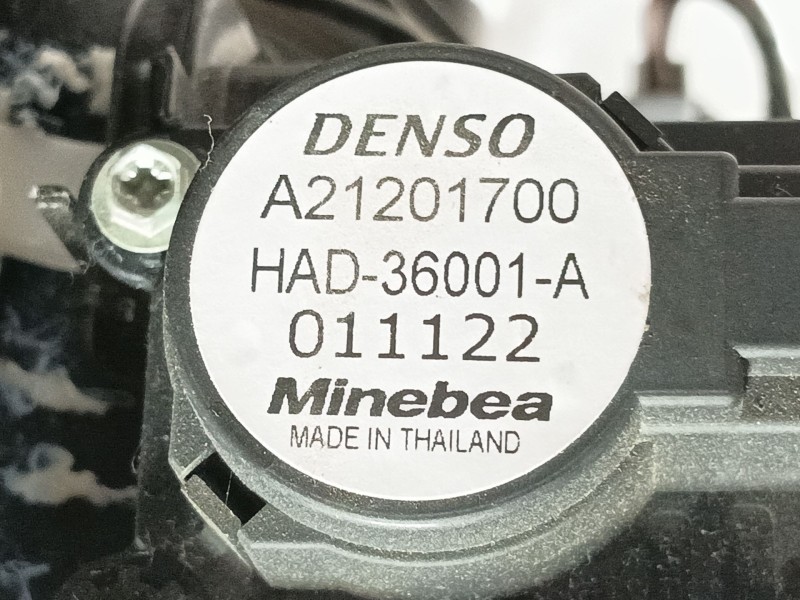 DENSO
A21201700
HAD-36001-A
011122
Minebea
MADE IN THAILAND